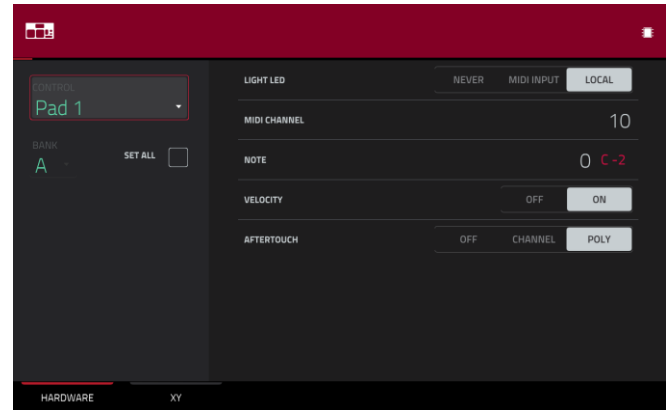 CONTROL
Pad 1
BANK
A
SET ALL
LIGHT LED NEVER MIDI INPUT LOCAL
MIDI CHANNEL 10
NOTE 0 C -2
VELOCITY OFF ON
AFTERTOUCH OFF CHANNEL POLY
HARDWARE XY